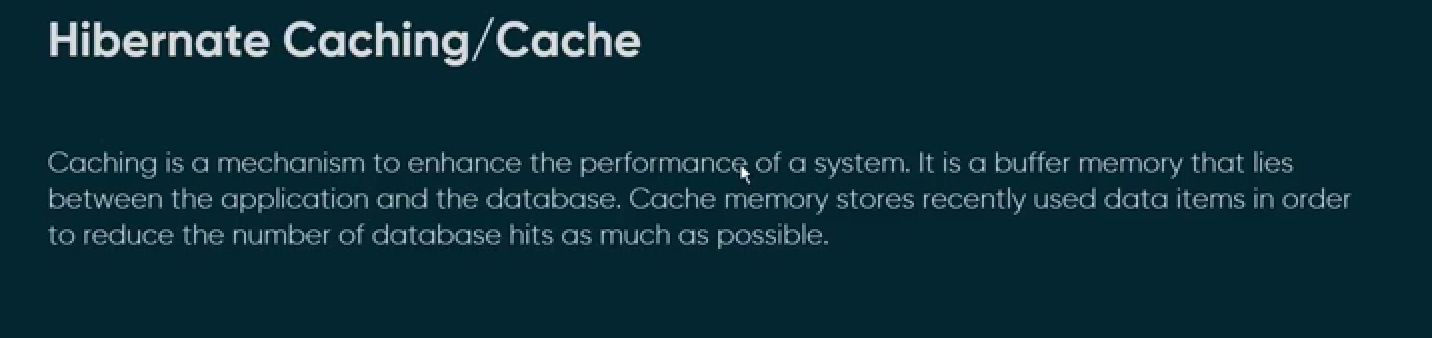 Hibernate Caching/Cache
Caching is a mechanism to enhance the performance of a system. It is a buffer memory that lies
between the application and the database. Cache memory stores recently used data items in order
to reduce the number of database hits as much as possible.